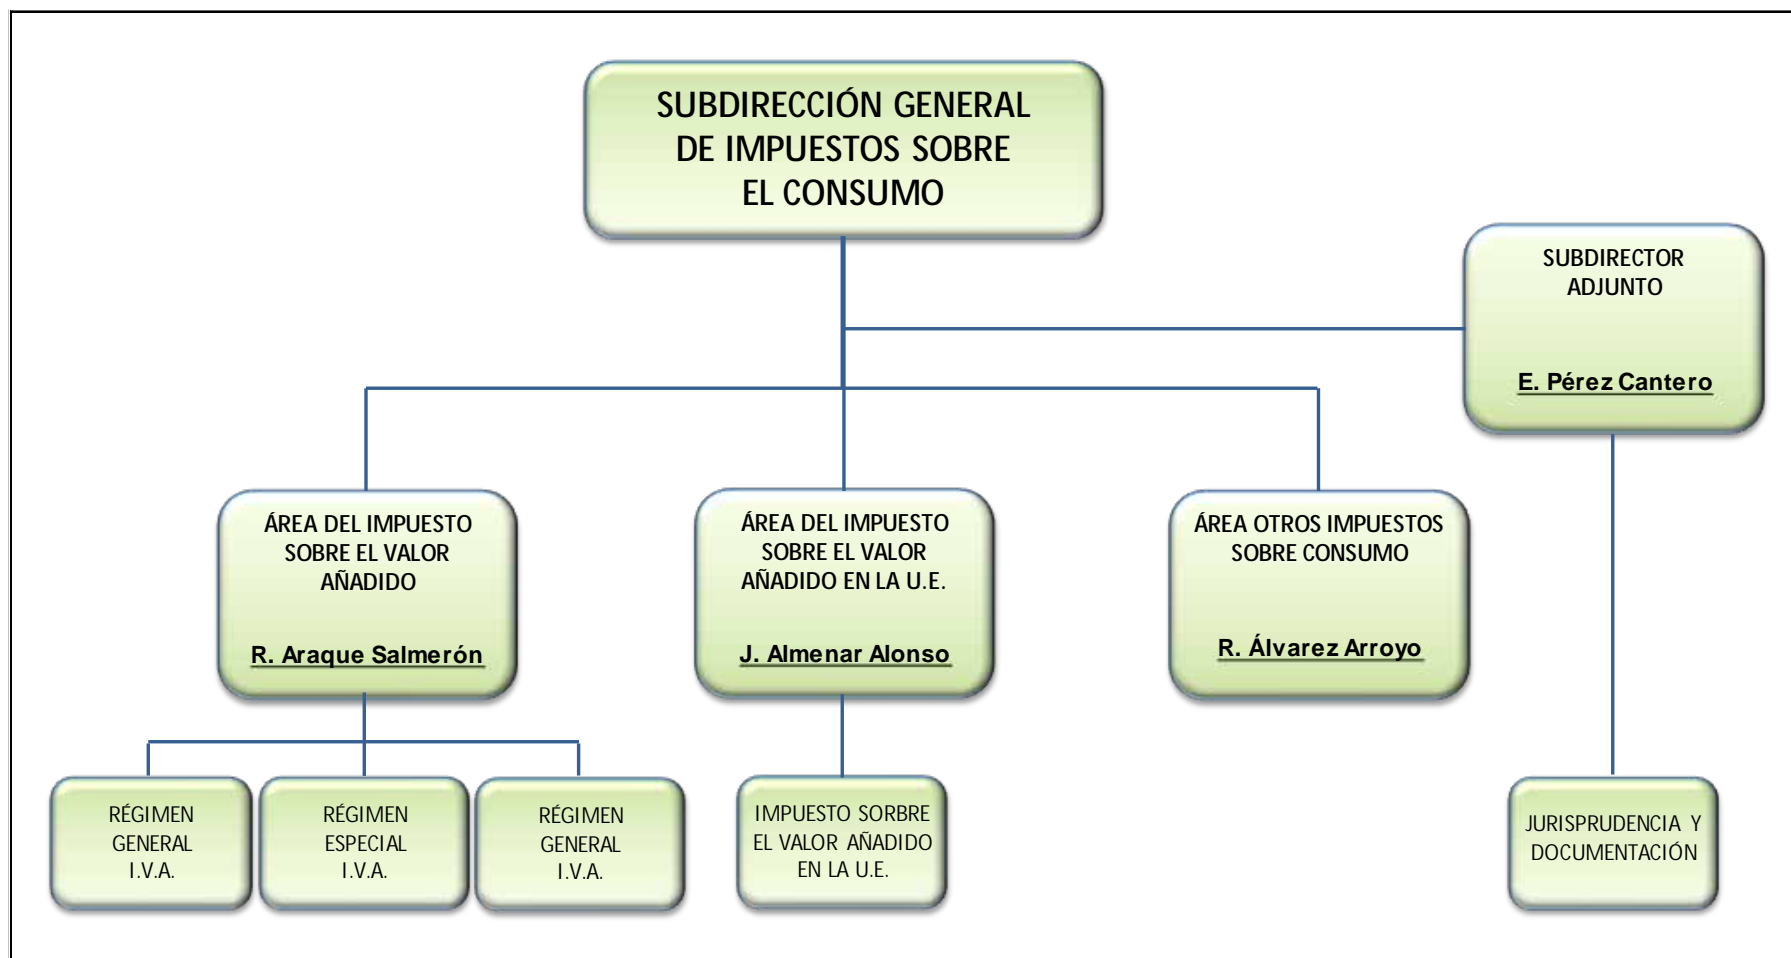 SUBDIRECCIÓN GENERAL
DE IMPUESTOS SOBRE
EL CONSUMO
SUBDIRECTOR
ADJUNTO
E. Pérez Cantero
ÁREA DEL IMPUESTO
SOBRE EL VALOR
AÑADIDO
R. Araque Salmerón
ÁREA DEL IMPUESTO
SOBRE EL VALOR
AÑADIDO EN LA U.E.
J. Almenar Alonso
ÁREA OTROS IMPUESTOS
SOBRE CONSUMO
R. Álvarez Arroyo
RÉGIMEN
GENERAL
I.V.A.
RÉGIMEN
ESPECIAL
I.V.A.
RÉGIMEN
GENERAL
I.V.A.
IMPUESTO SORBRE
EL VALOR AÑADIDO
EN LA U.E.
JURISPRUDENCIA Y
DOCUMENTACIÓN